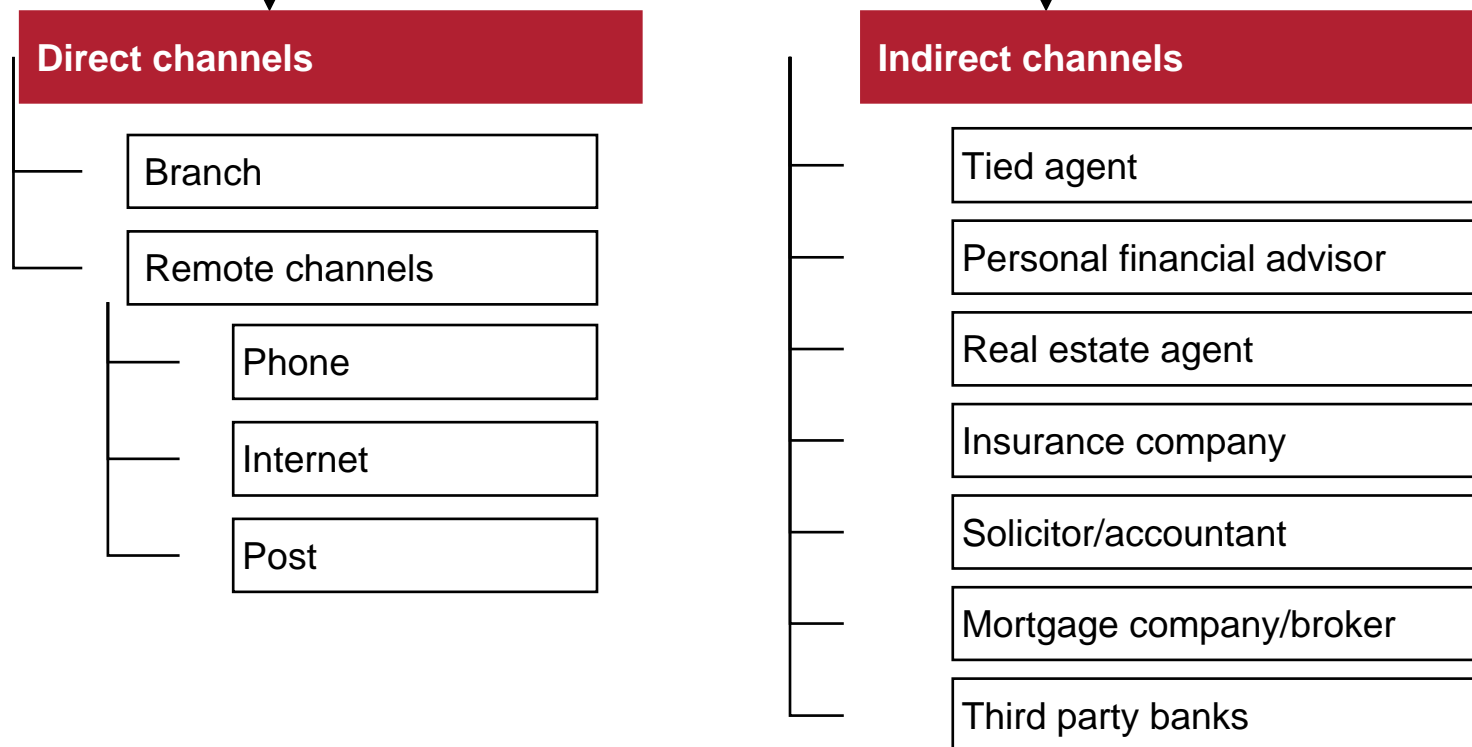 Direct channels
Branch
Remote channels
Phone
Internet
Post
Indirect channels
Tied agent
Personal financial advisor
Real estate agent
Insurance company
Solicitor/accountant
Mortgage company/broker
Third party banks